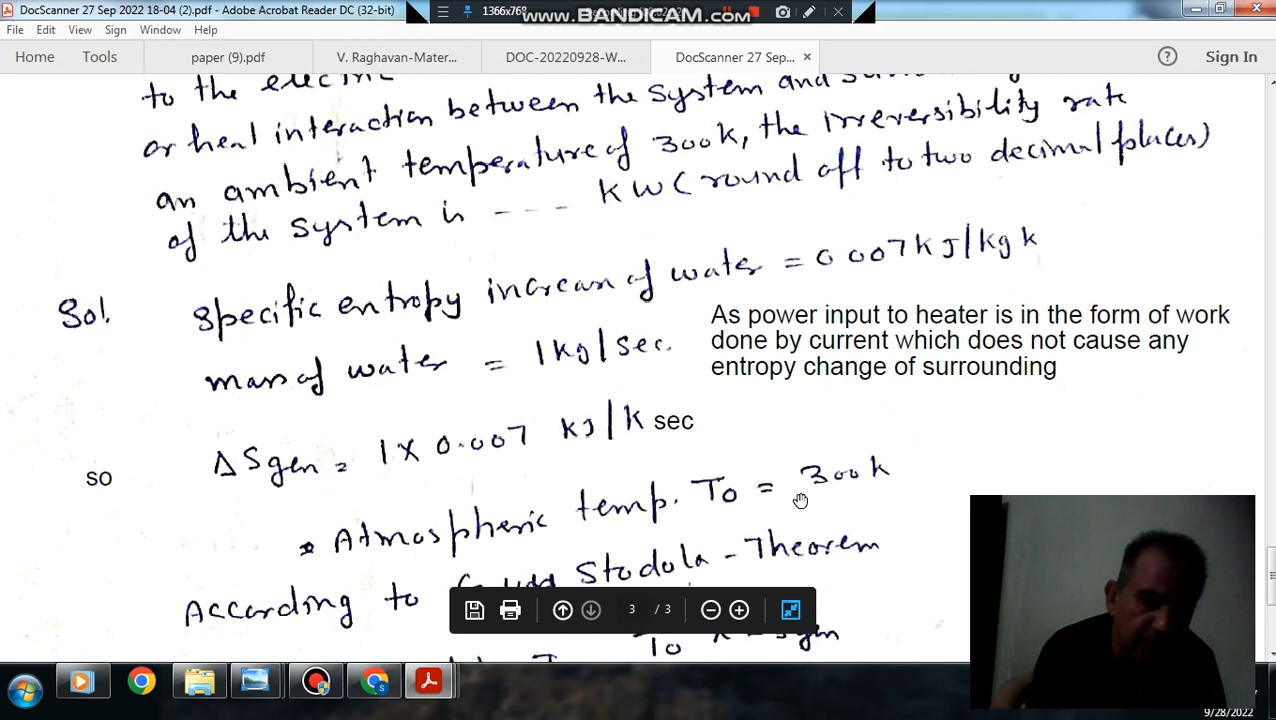 DocScanner 27 Sep 2022 18-04 (2).pdf - Adobe Acrobat Reader DC (32-bit)
1366x768
www.BANDICAM.com
File Edit View Sign Window Help
Home Tools paper (9).pdf V. Raghavan-Mater... DOC-20220928-W... DocScanner 27 Sep... × Sign In
to the
or heat interaction between the system and
an ambient temperature of 300K, the irreversibility rate
of the system is ---- KW (round off to two decimal places)
Sol. Specific entropy increase of water = 0.007 kJ/kg k
As power input to heater is in the form of work
done by current which does not cause any
entropy change of surrounding
mass of water = 1 kg/sec.
so ΔSgen = 1 X 0.007 kJ/K sec
Atmospheric temp. To = 300k
According to Stodola - Theorem
3 / 3
To x sgen
9/28/2022